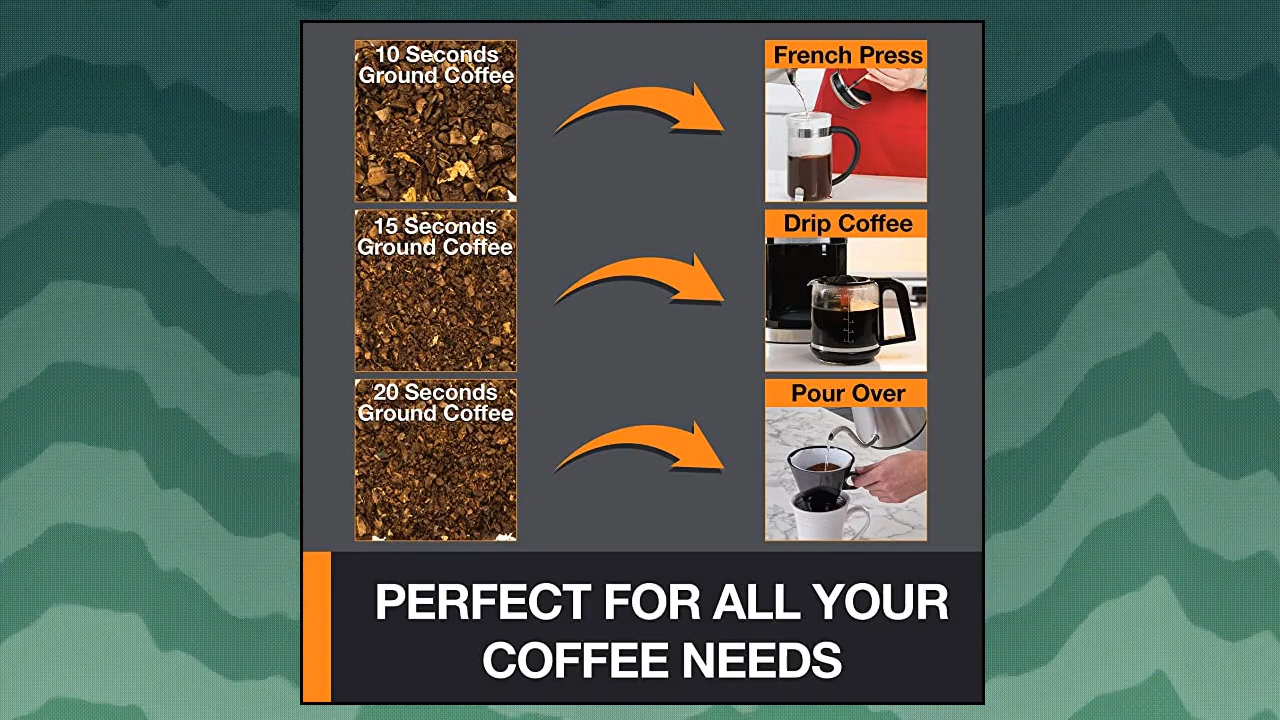 10 Seconds
Ground Coffee
French Press
15 Seconds
Ground Coffee
Drip Coffee
20 Seconds
Ground Coffee
Pour Over
PERFECT FOR ALL YOUR
COFFEE NEEDS